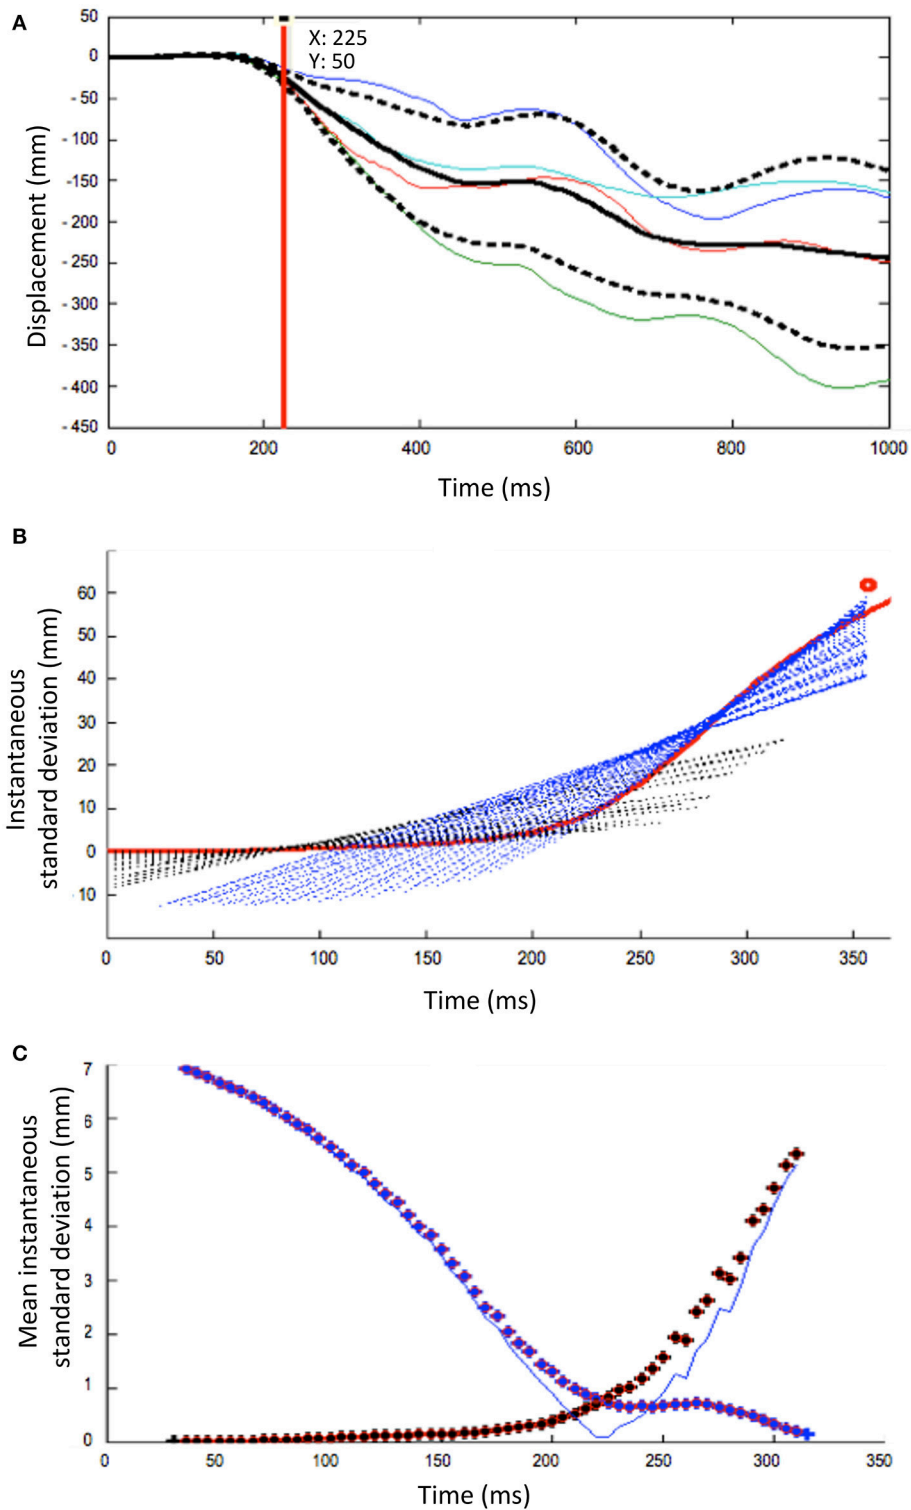 A
X: 225
Y: 50
50
0
- 50
-100
-150
-200
-250
-300
-350
- 400
- 450
Displacement (mm)
0 200 400 600 800 1000
Time (ms)
B
60
50
40
30
20
10
0
10
Instantaneous
standard deviation (mm)
0 50 100 150 200 250 300 350
Time (ms)
C
7
6
5
4
3
2
1
0
Mean instantaneous
standard deviation (mm)
50 100 150 200 250 300 350
Time (ms)